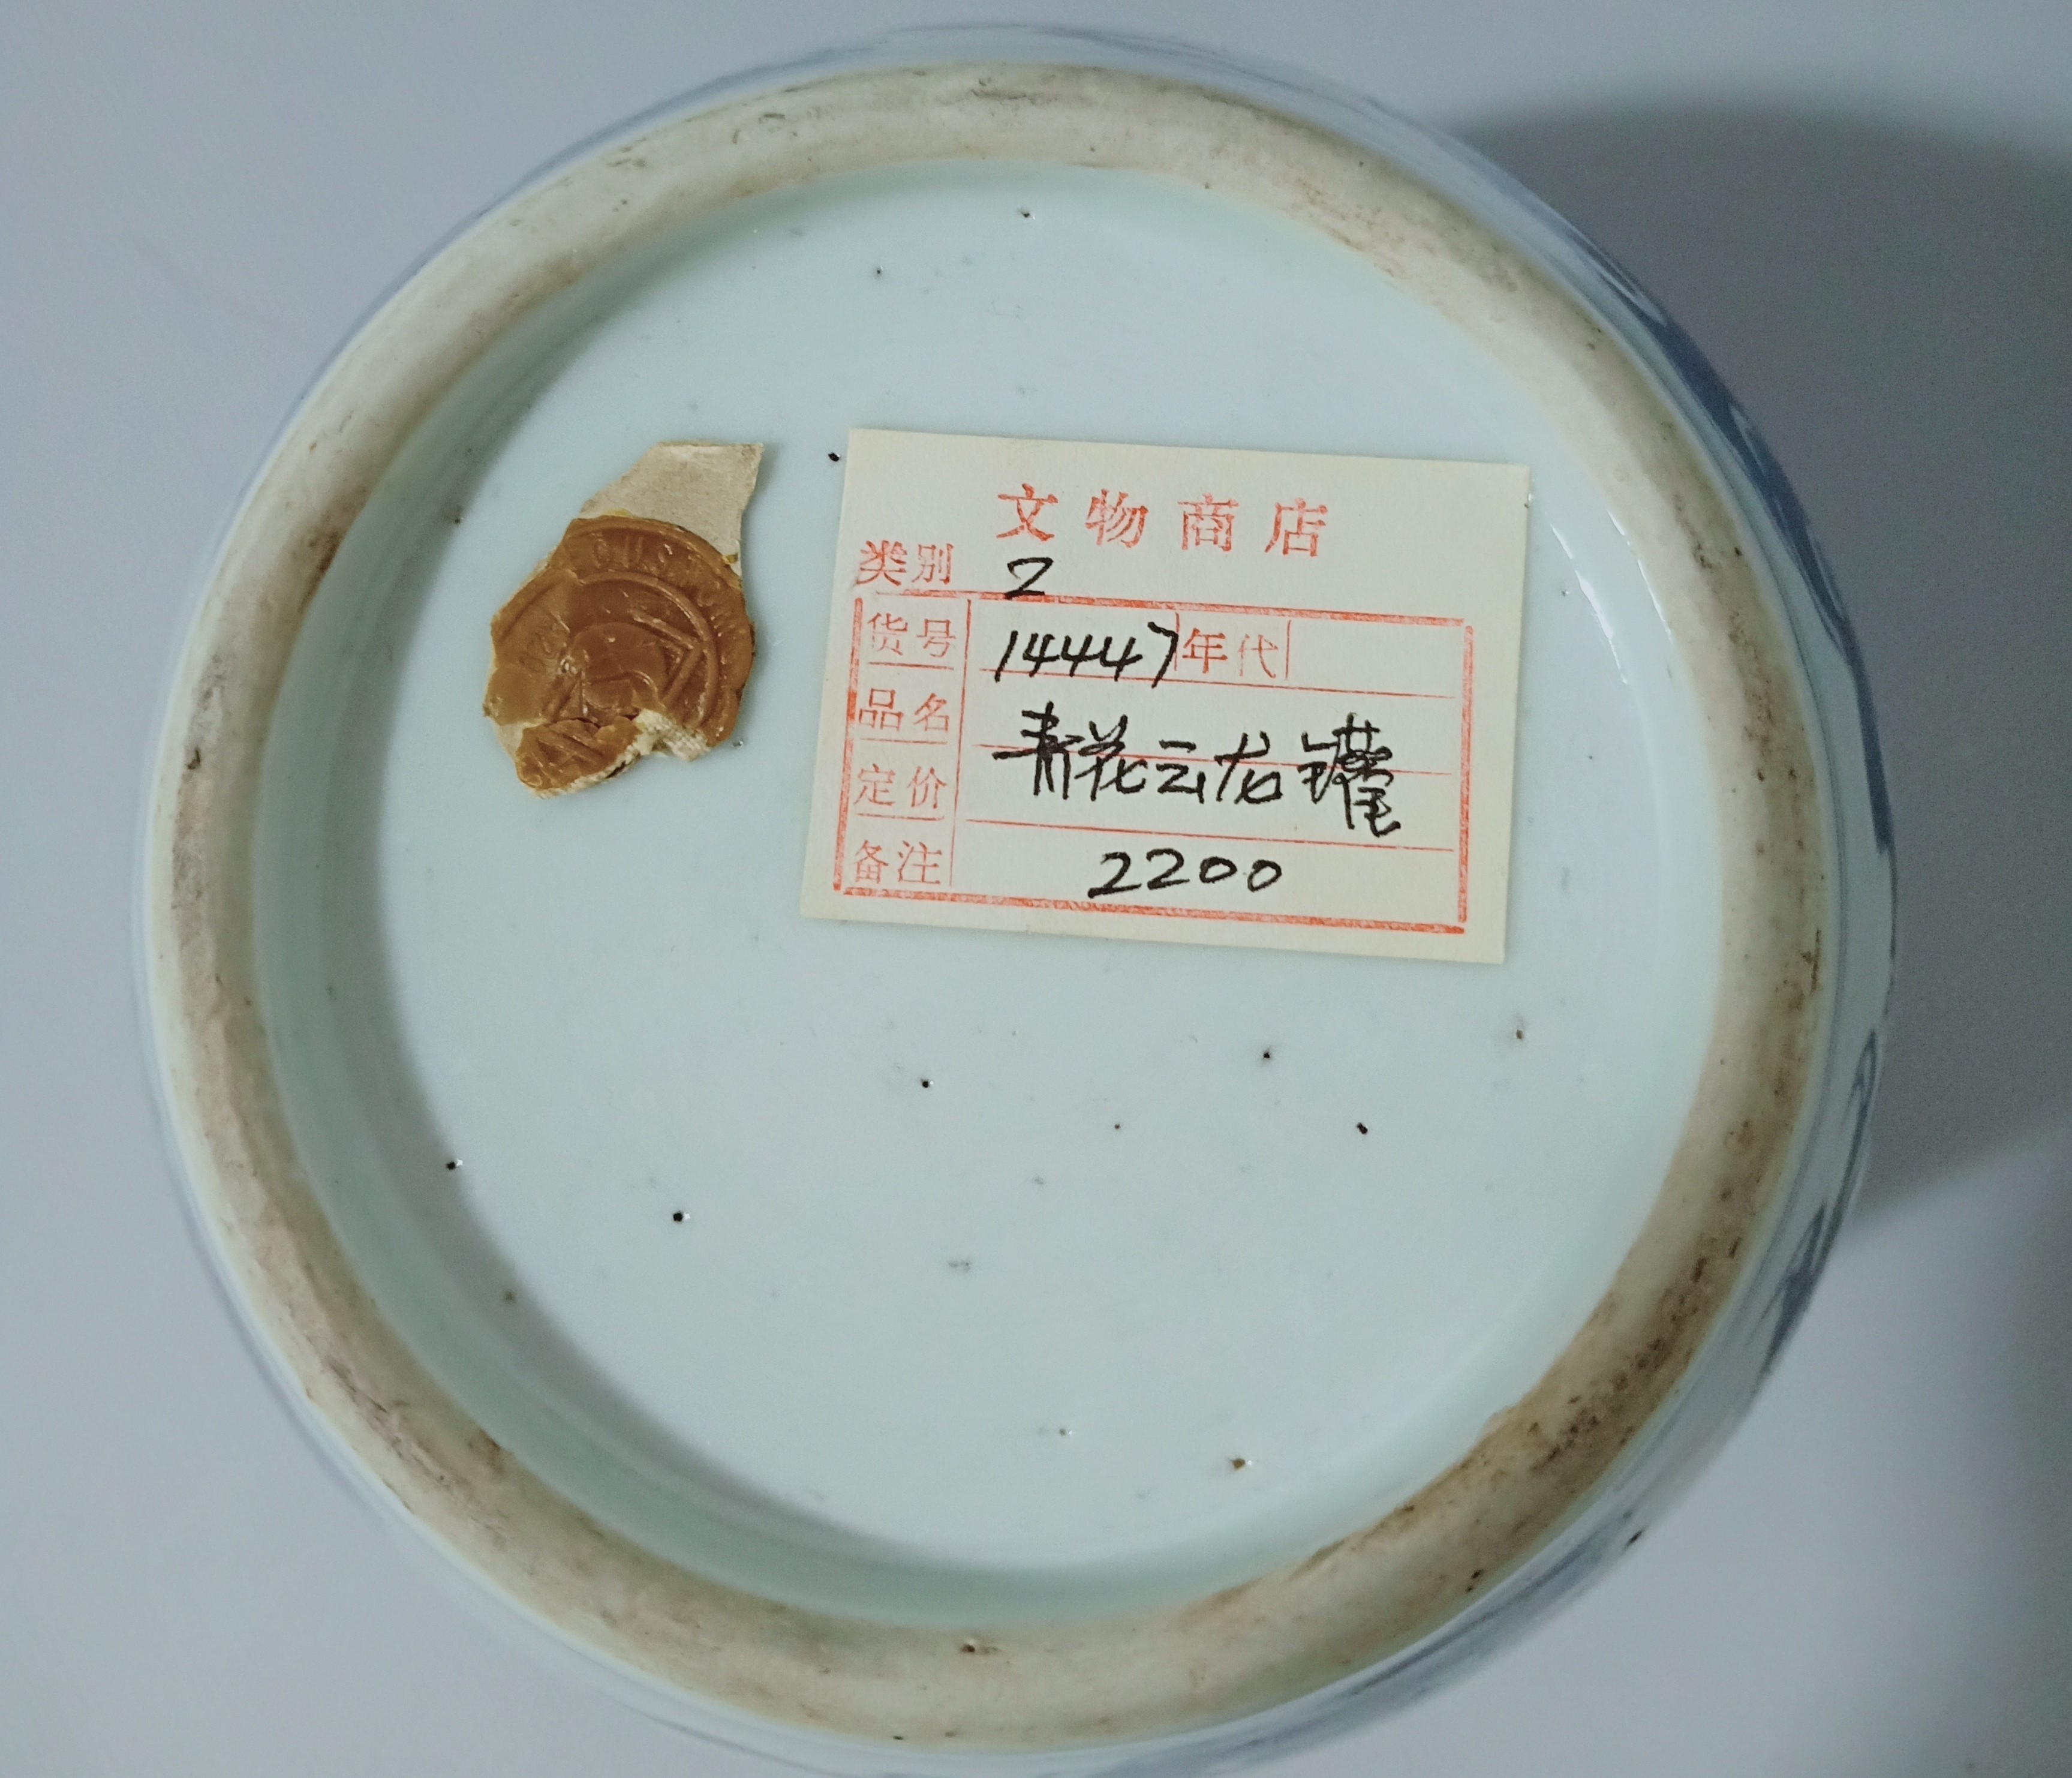 文物商店
类别 2
货号 14447 年代
品名 青花云龙罐
定价
备注 2200